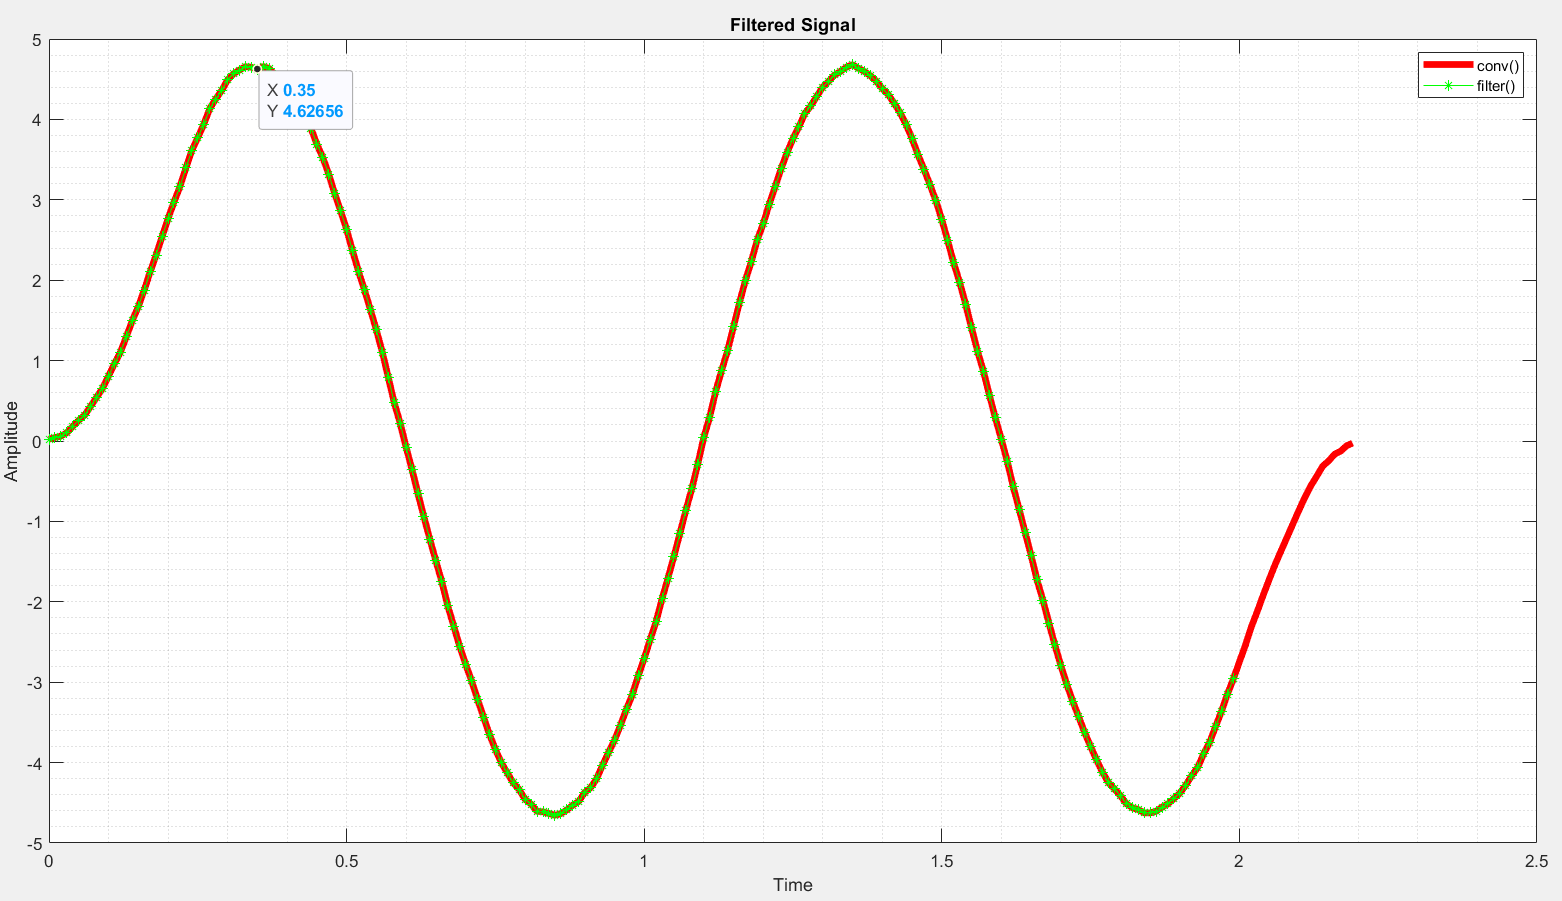 Filtered Signal
5
4
3
2
1
0
-1
-2
-3
-4
-5
Amplitude
X 0.35
Y 4.62656
conv()
filter()
0
0.5
1
1.5
2
2.5
Time